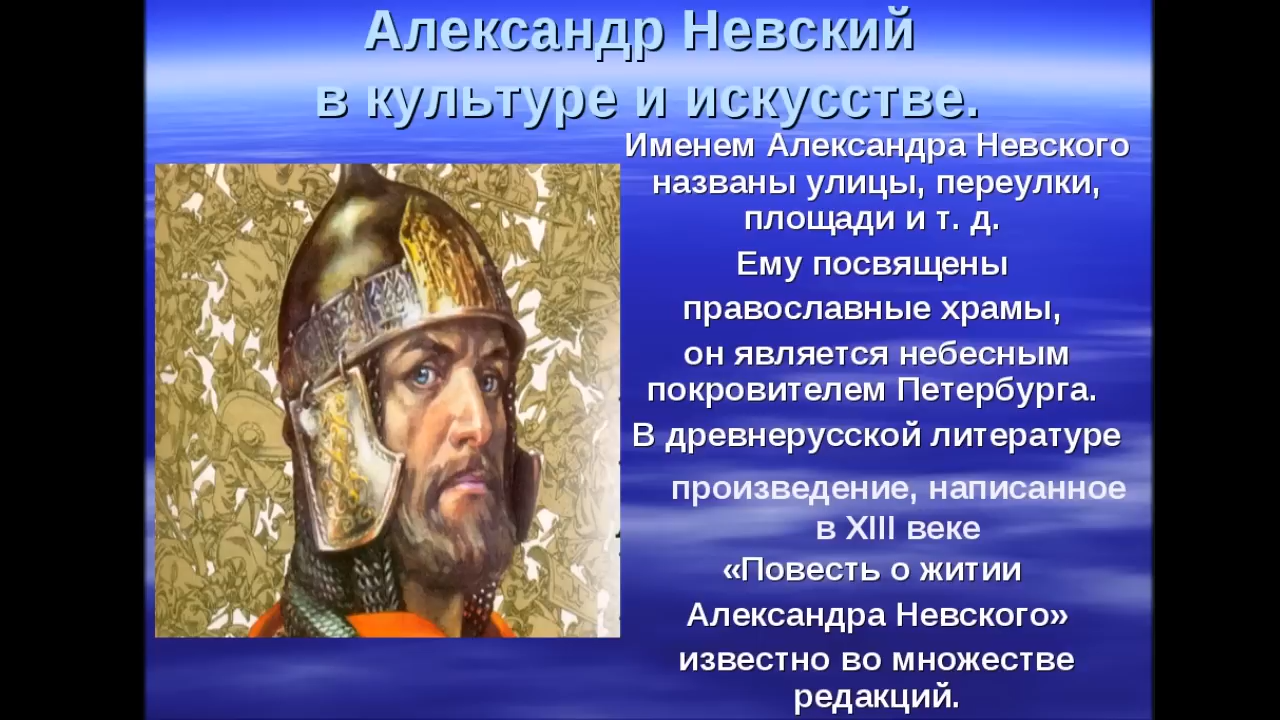 Александр Невский
в культуре и искусстве.
Именем Александра Невского
названы улицы, переулки,
площади и т. д.
Ему посвящены
православные храмы,
он является небесным
покровителем Петербурга.
В древнерусской литературе
произведение, написанное
в XIII веке
«Повесть о житии
Александра Невского»
известно во множестве
редакций.